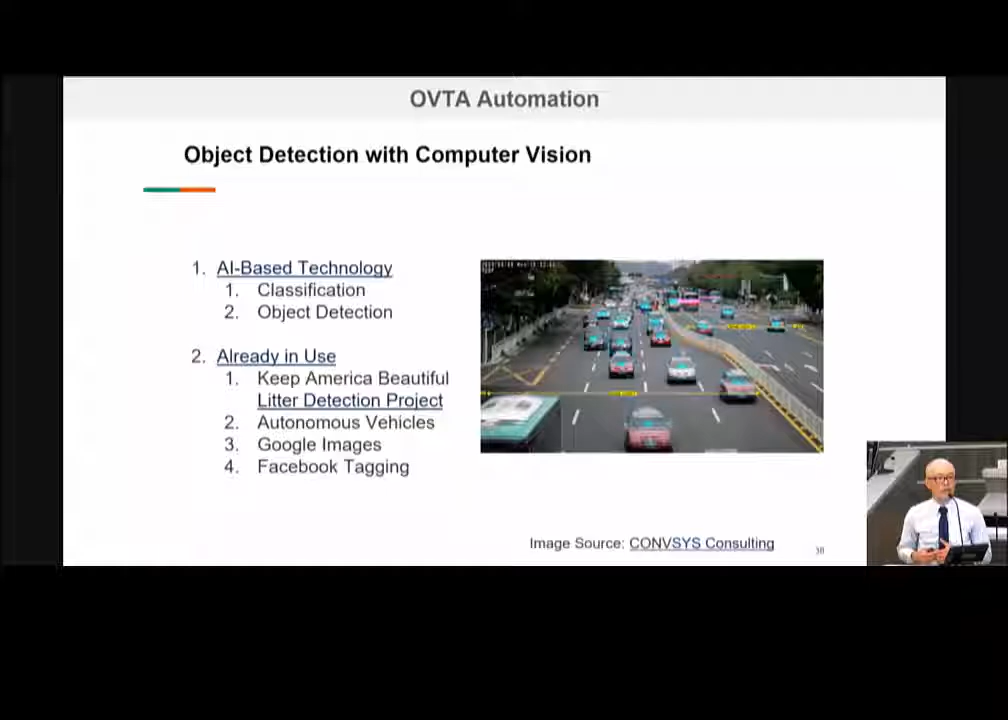 OVTA Automation
Object Detection with Computer Vision
1. AI-Based Technology
1. Classification
2. Object Detection
2. Already in Use
1. Keep America Beautiful
Litter Detection Project
2. Autonomous Vehicles
3. Google Images
4. Facebook Tagging
Image Source: CONVSYS Consulting
30